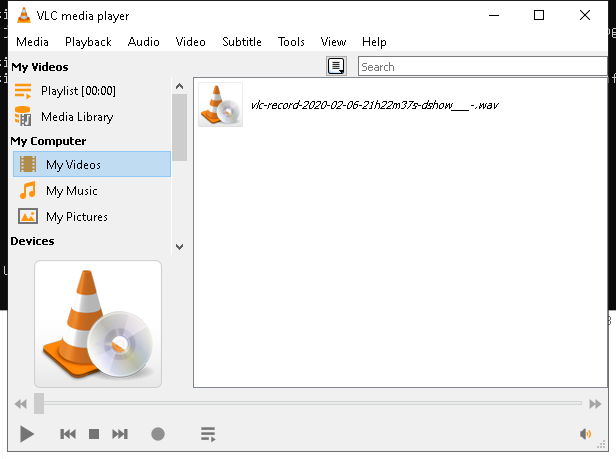 VLC media player
Media Playback Audio Video Subtitle Tools View Help
My Videos
Search
Playlist [00:00]
Media Library
My Computer
My Videos
My Music
My Pictures
Devices
vlc-record-2020-02-06-21h22m37s-dshow___-.wav